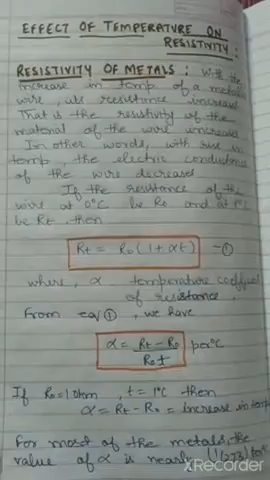 EFFECT OF TEMPERATURE ON
RESISTIVITY :
RESISTIVITY OF METALS : With the
increase in temp of a metallic
wire, its resistance increases
That is the resistivity of the
material of the wire increases
In other words, with rise in
temp, the electric conductance
of the wire decreases
If the resistance of the
wire at 0°C be R₀ and at t°C
be Rt, then
Rt = R₀ (1 + αt) -①
where, α temperature coefficient
of resistance.
From eq/①, we have
α = Rt - R₀ / R₀t per°C
If R₀ = 1 Ohm, t = 1°C then
α = Rt - R₀ = increase in temp
For most of the metals, the
value of α is nearly (1/273) for
XRecorder